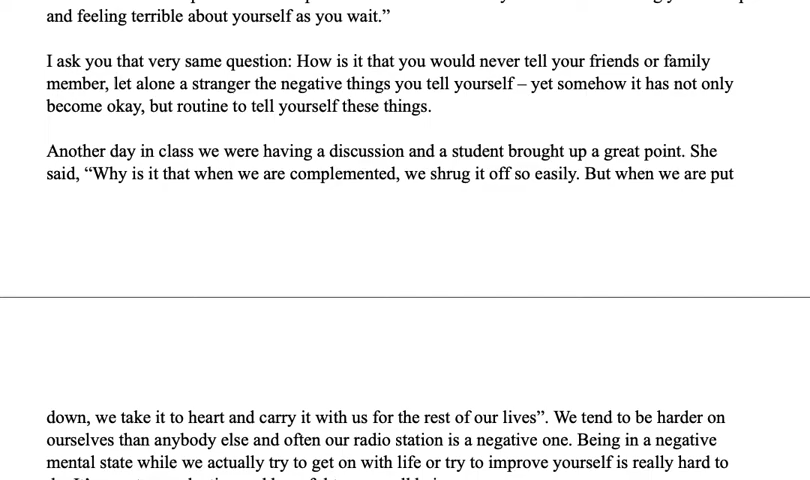 and feeling terrible about yourself as you wait.”
I ask you that very same question: How is it that you would never tell your friends or family
member, let alone a stranger the negative things you tell yourself – yet somehow it has not only
become okay, but routine to tell yourself these things.
Another day in class we were having a discussion and a student brought up a great point. She
said, “Why is it that when we are complemented, we shrug it off so easily. But when we are put
down, we take it to heart and carry it with us for the rest of our lives”. We tend to be harder on
ourselves than anybody else and often our radio station is a negative one. Being in a negative
mental state while we actually try to get on with life or try to improve yourself is really hard to